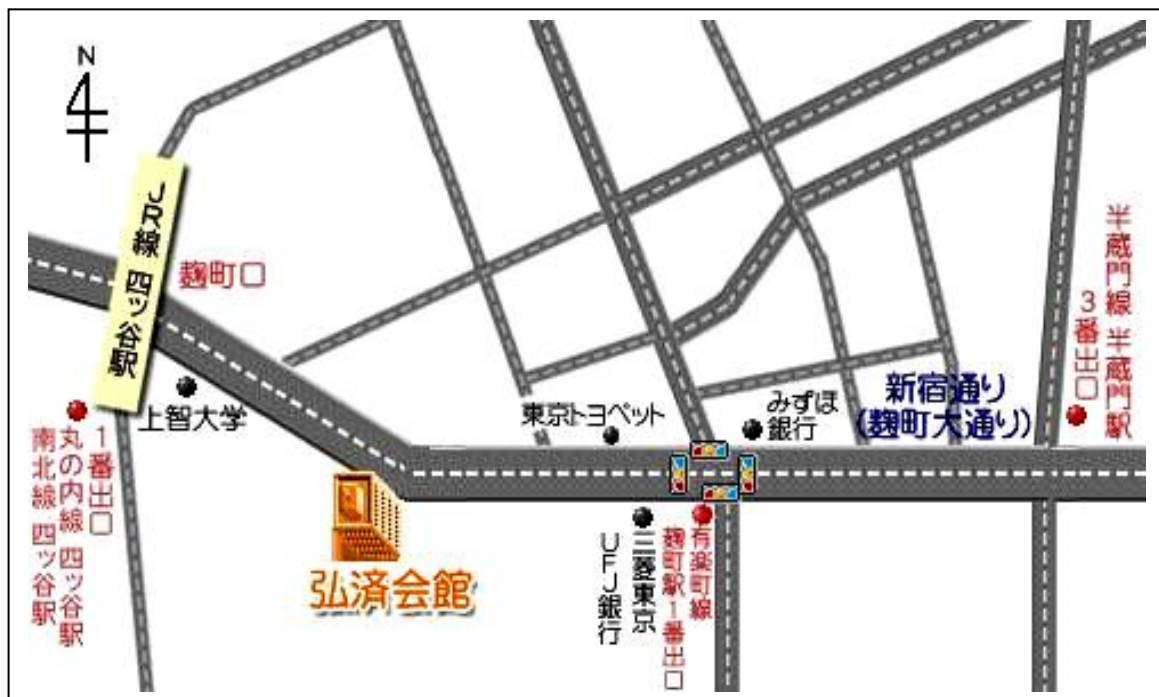 N
JR線 四ッ谷駅
麹町口
上智大学
1番出口
丸の内線 四ッ谷駅
南北線 四ッ谷駅
弘済会館
東京トヨペット
みずほ
銀行
新宿通り
(麹町大通り)
半蔵門線 半蔵門駅
3番出口
有楽町線
麹町駅1番出口
三菱東京
UFJ銀行